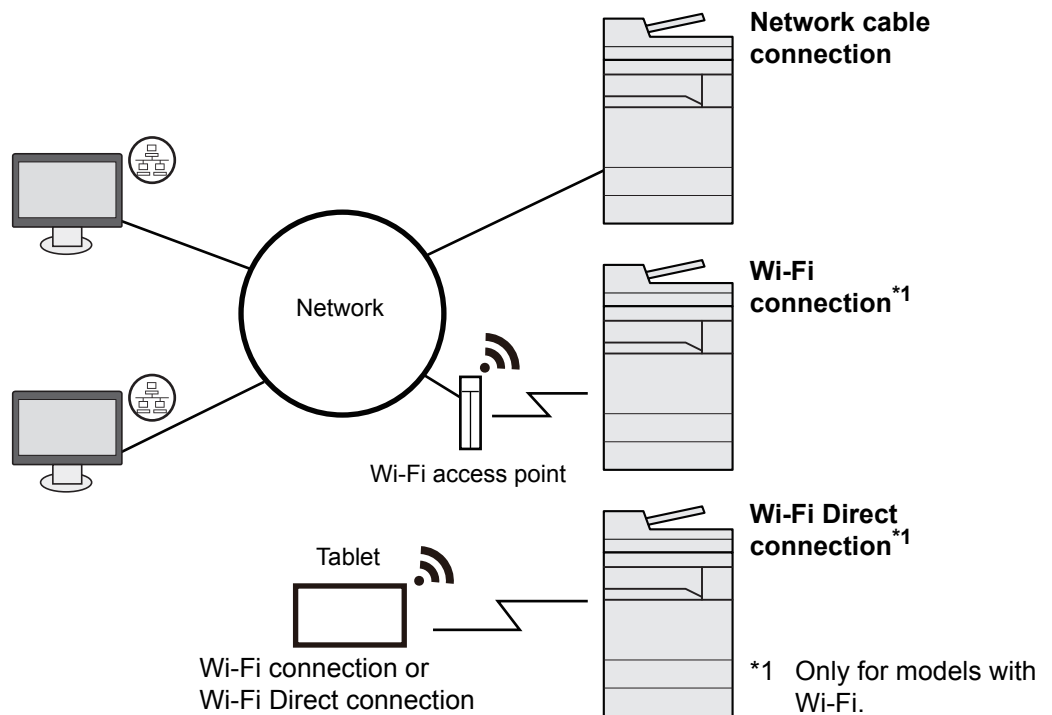 Network cable
connection
Network
Wi-Fi
connection*1
Wi-Fi access point
Wi-Fi Direct
connection*1
Tablet
Wi-Fi connection or
Wi-Fi Direct connection
*1 Only for models with
Wi-Fi.